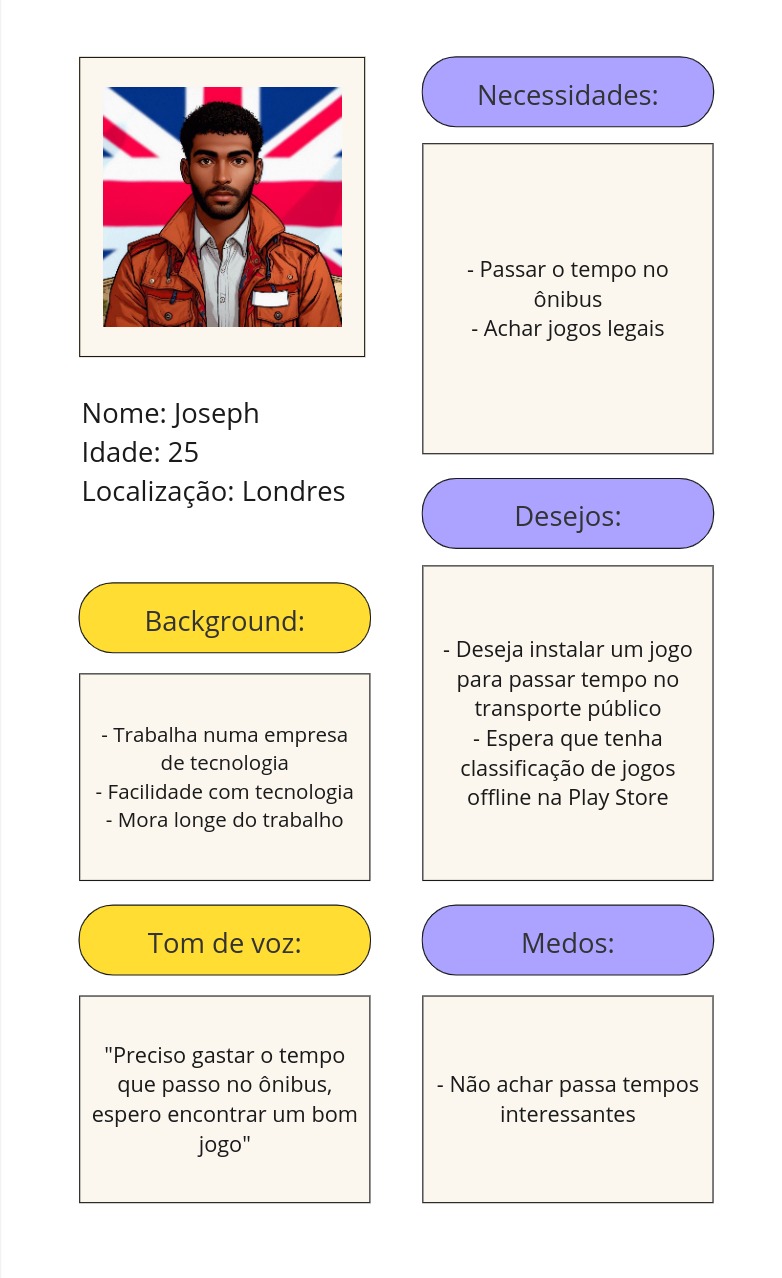 Nome: Joseph
Idade: 25
Localização: Londres
Background:
- Trabalha numa empresa
de tecnologia
- Facilidade com tecnologia
- Mora longe do trabalho
Tom de voz:
"Preciso gastar o tempo
que passo no ônibus,
espero encontrar um bom
jogo"
Necessidades:
- Passar o tempo no
ônibus
- Achar jogos legais
Desejos:
- Deseja instalar um jogo
para passar tempo no
transporte público
- Espera que tenha
classificação de jogos
offline na Play Store
Medos:
- Não achar passa tempos
interessantes